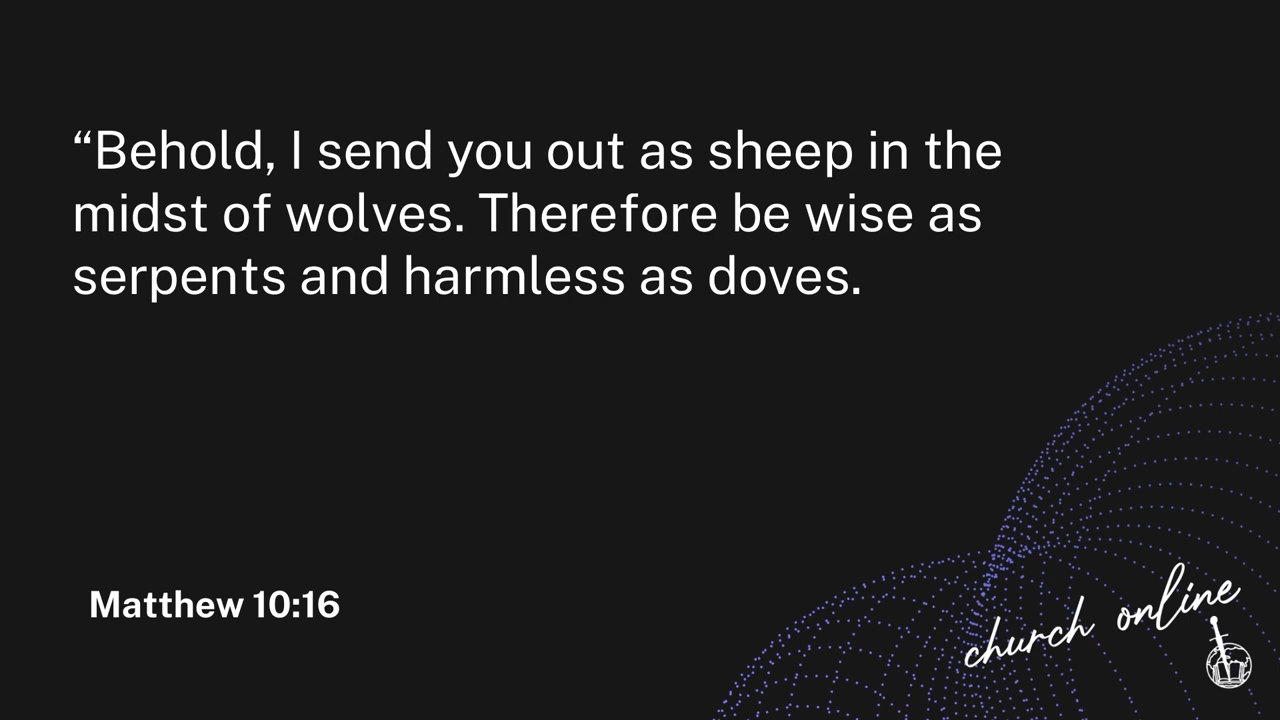 “Behold, I send you out as sheep in the
midst of wolves. Therefore be wise as
serpents and harmless as doves.
Matthew 10:16
church online